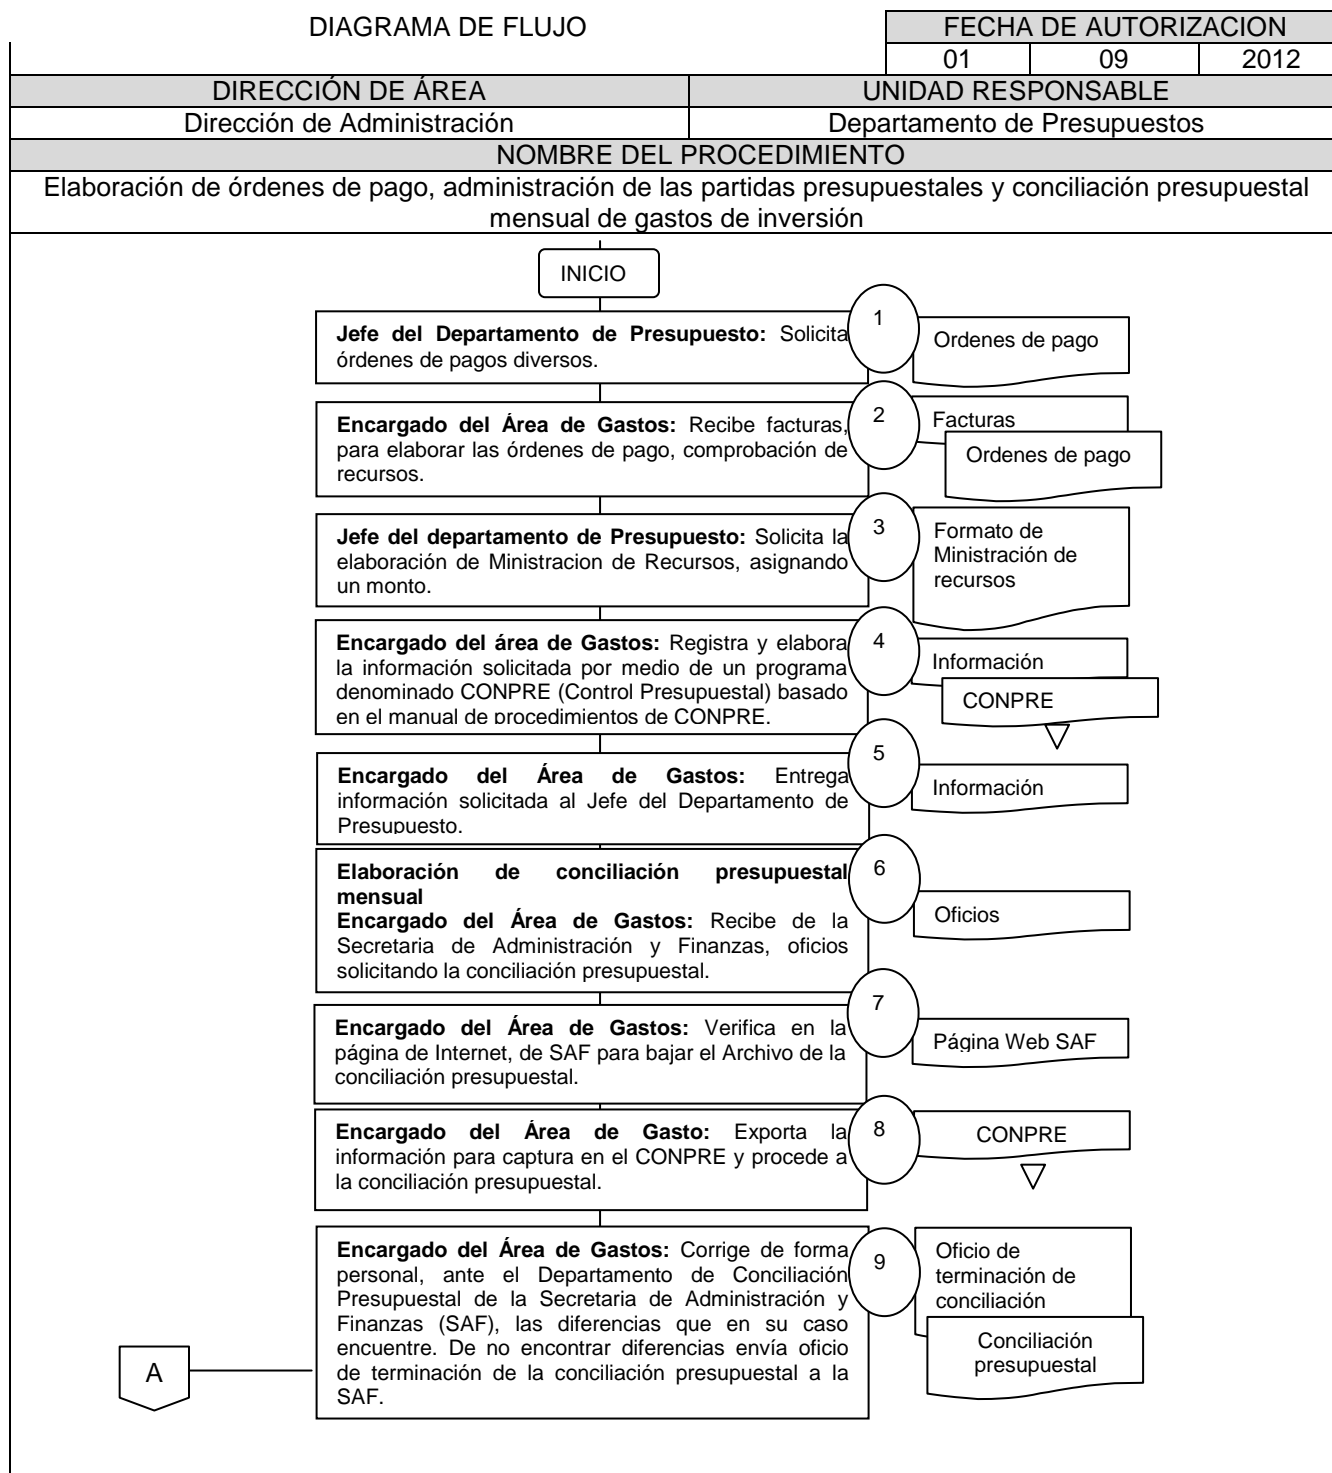 DIAGRAMA DE FLUJO
FECHA DE AUTORIZACION
01 09 2012
DIRECCIÓN DE ÁREA
UNIDAD RESPONSABLE
Dirección de Administración
Departamento de Presupuestos
NOMBRE DEL PROCEDIMIENTO
Elaboración de órdenes de pago, administración de las partidas presupuestales y conciliación presupuestal
mensual de gastos de inversión
INICIO
Jefe del Departamento de Presupuesto: Solicita
órdenes de pagos diversos.
1
Ordenes de pago
Encargado del Área de Gastos: Recibe facturas,
para elaborar las órdenes de pago, comprobación de
recursos.
2
Facturas
Ordenes de pago
Jefe del departamento de Presupuesto: Solicita la
elaboración de Ministracion de Recursos, asignando
un monto.
3
Formato de
Ministración de
recursos
Encargado del área de Gastos: Registra y elabora
la información solicitada por medio de un programa
denominado CONPRE (Control Presupuestal) basado
en el manual de procedimientos de CONPRE.
4
Información
CONPRE
Encargado del Área de Gastos: Entrega
información solicitada al Jefe del Departamento de
Presupuesto.
5
Información
Elaboración de conciliación presupuestal
mensual
Encargado del Área de Gastos: Recibe de la
Secretaria de Administración y Finanzas, oficios
solicitando la conciliación presupuestal.
6
Oficios
Encargado del Área de Gastos: Verifica en la
página de Internet, de SAF para bajar el Archivo de la
conciliación presupuestal.
7
Página Web SAF
Encargado del Área de Gasto: Exporta la
información para captura en el CONPRE y procede a
la conciliación presupuestal.
8
CONPRE
Encargado del Área de Gastos: Corrige de forma
personal, ante el Departamento de Conciliación
Presupuestal de la Secretaria de Administración y
Finanzas (SAF), las diferencias que en su caso
encuentre. De no encontrar diferencias envía oficio
de terminación de la conciliación presupuestal a la
SAF.
9
Oficio de
terminación de
conciliación
Conciliación
presupuestal
A